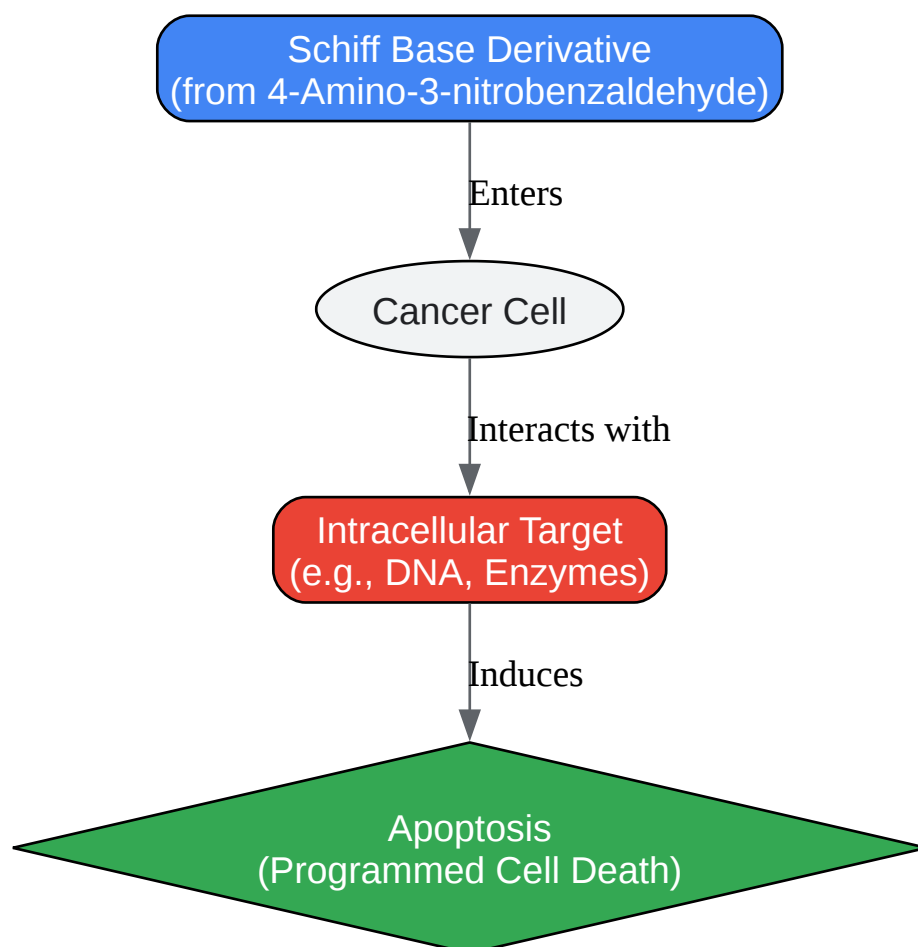 Schiff Base Derivative
(from 4-Amino-3-nitrobenzaldehyde)
Enters
Cancer Cell
Interacts with
Intracellular Target
(e.g., DNA, Enzymes)
Induces
Apoptosis
(Programmed Cell Death)